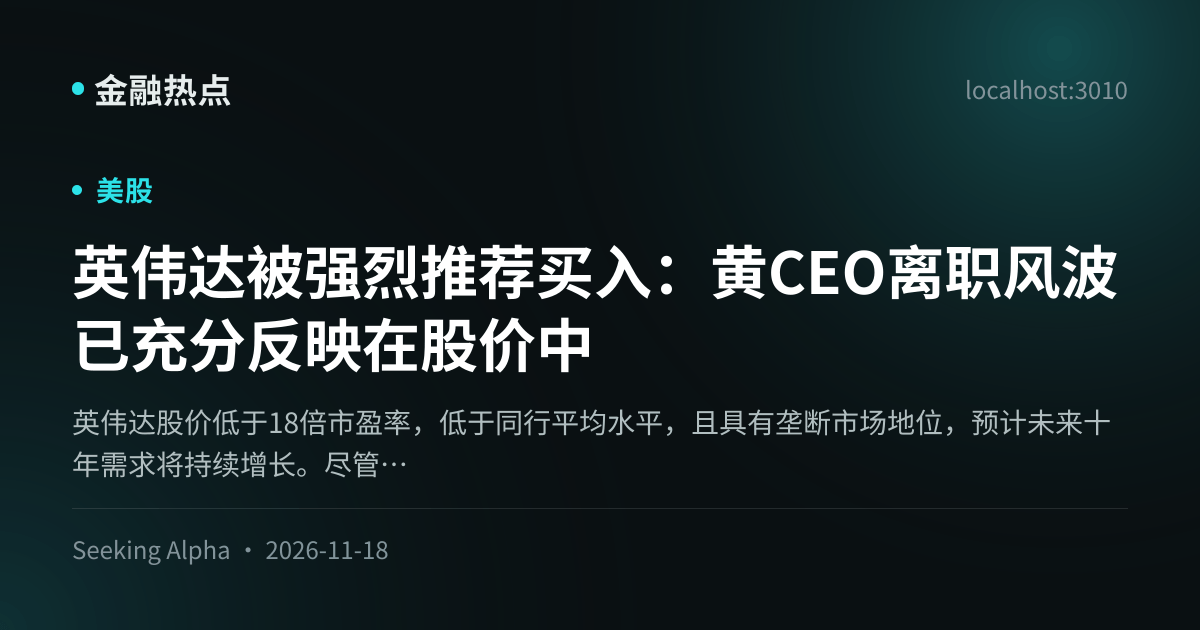 金融热点
localhost:3010
美股
英伟达被强烈推荐买入：黄CEO离职风波
已充分反映在股价中
英伟达股价低于18倍市盈率，低于同行平均水平，且具有垄断市场地位，预计未来十
年需求将持续增长。尽管…
Seeking Alpha · 2026-11-18